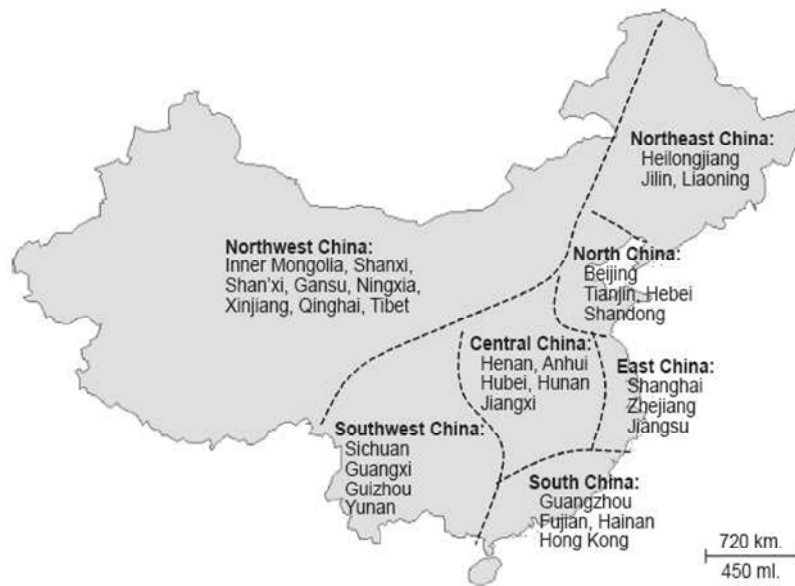 Northeast China:
Heilongjiang
Jilin, Liaoning
Northwest China:
Inner Mongolia, Shanxi,
Shan'xi, Gansu, Ningxia,
Xinjiang, Qinghai, Tibet
North China:
Beijing
Tianjin, Hebei
Shandong
Central China:
Henan, Anhui
Hubei, Hunan
Jiangxi
East China:
Shanghai
Zhejiang
Jiangsu
Southwest China:
Sichuan
Guangxi
Guizhou
Yunan
South China:
Guangzhou
Fujian, Hainan
Hong Kong
720 km.
450 ml.